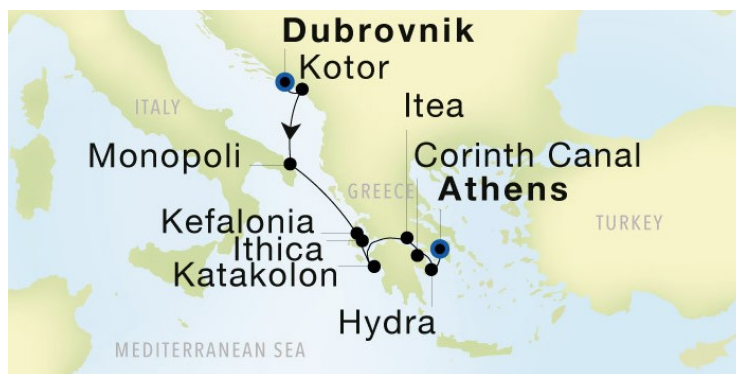 Dubrovnik
Kotor
ITALY
Itea
Monopoli
Corinth Canal
GREECE
Athens
Kefalonia
TURKEY
Ithica
Katakolon
Hydra
MEDITERRANEAN SEA